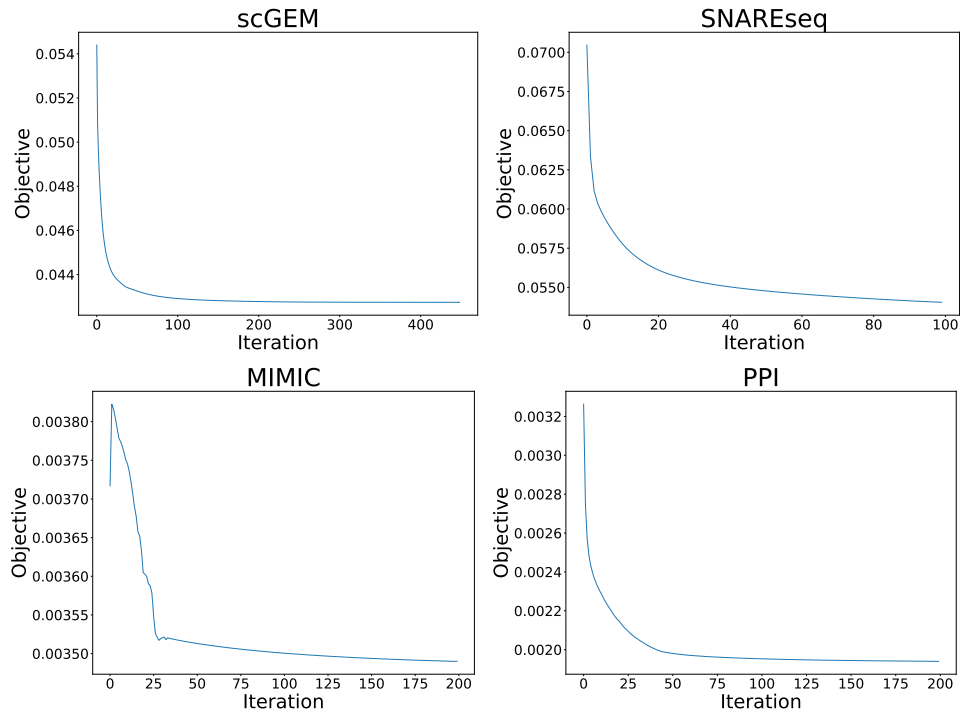 scGEM
Objective
0.054
0.052
0.050
0.048
0.046
0.044
0 100 200 300 400
Iteration
SNAREseq
Objective
0.0700
0.0675
0.0650
0.0625
0.0600
0.0575
0.0550
0 20 40 60 80 100
Iteration
MIMIC
Objective
0.00380
0.00375
0.00370
0.00365
0.00360
0.00355
0.00350
0 25 50 75 100 125 150 175 200
Iteration
PPI
Objective
0.0032
0.0030
0.0028
0.0026
0.0024
0.0022
0.0020
0 25 50 75 100 125 150 175 200
Iteration